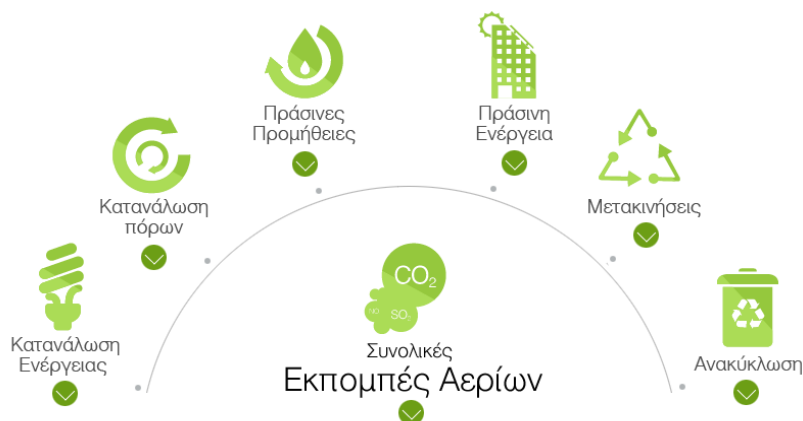 Πράσινες
Προμήθειες
Πράσινη
Ενέργεια
Κατανάλωση
πόρων
Μετακινήσεις
Κατανάλωση
Ενέργειας
CO₂
SO₂
Συνολικές
Εκπομπές Αερίων
Ανακύκλωση